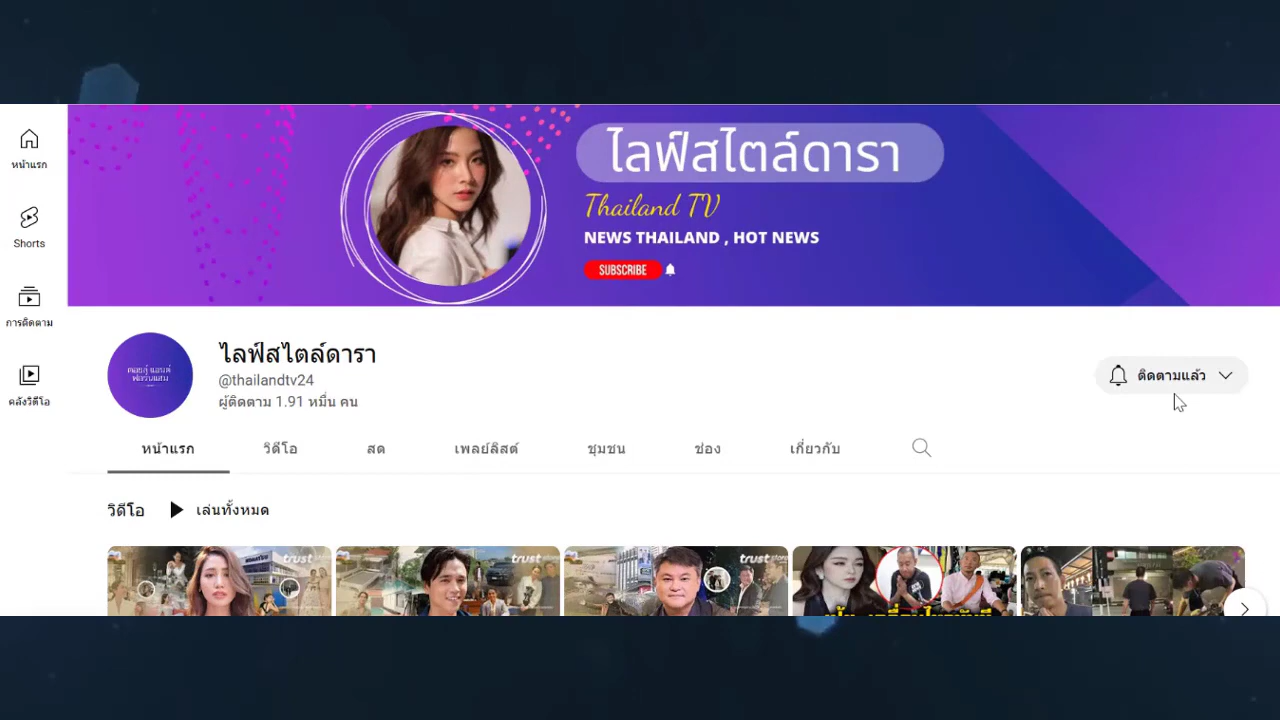 ไลฟ์สไตล์ดารา
Thailand TV
NEWS THAILAND , HOT NEWS
SUBSCRIBE
หน้าแรก
Shorts
การติดตาม
คลังวิดีโอ
ไลฟ์สไตล์ดารา
@thailandtv24
ผู้ติดตาม 1.91 หมื่น คน
ติดตามแล้ว
หน้าแรก
วิดีโอ
สด
เพลย์ลิสต์
ชุมชน
ช่อง
เกี่ยวกับ
วิดีโอ
เล่นทั้งหมด